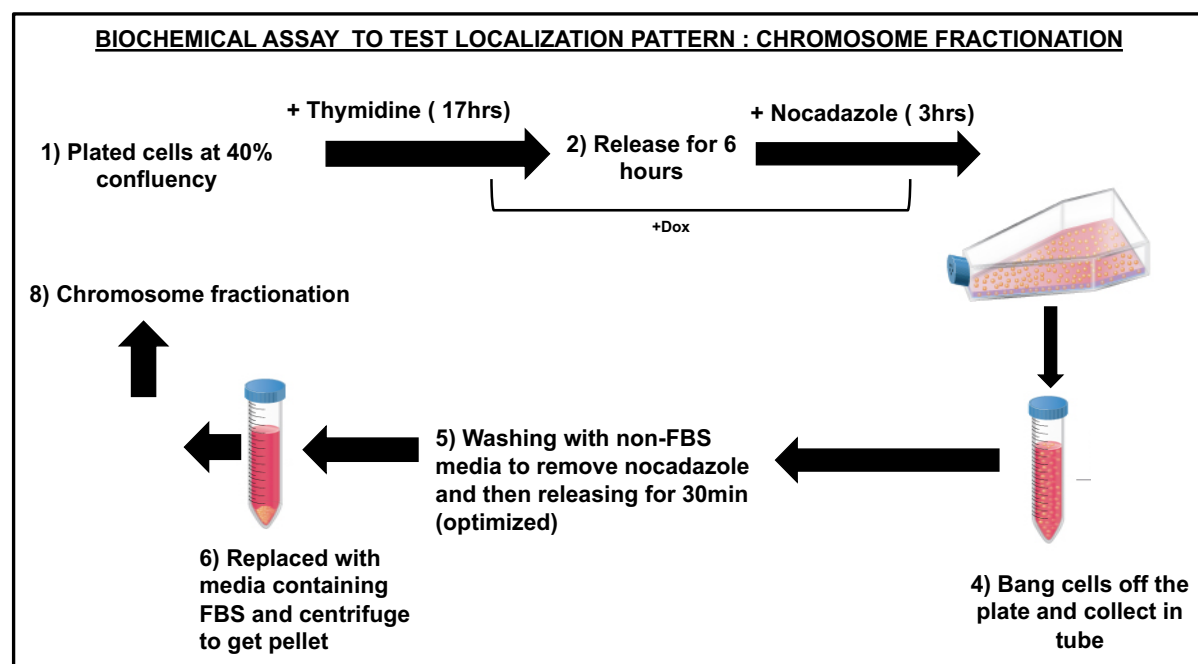 BIOCHEMICAL ASSAY TO TEST LOCALIZATION PATTERN : CHROMOSOME FRACTIONATION
+ Thymidine ( 17hrs)
+ Nocadazole ( 3hrs)
1) Plated cells at 40%
confluency
2) Release for 6
hours
+Dox
4) Bang cells off the
plate and collect in
tube
5) Washing with non-FBS
media to remove nocadazole
and then releasing for 30min
(optimized)
6) Replaced with
media containing
FBS and centrifuge
to get pellet
8) Chromosome fractionation